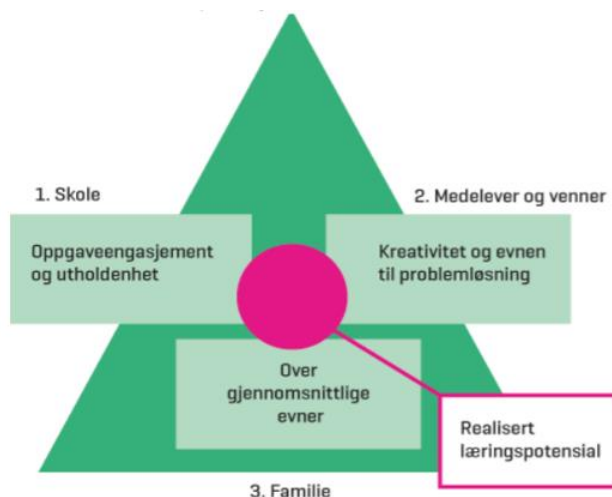 1. Skole
2. Medelever og venner
Oppgaveengasjement
og utholdenhet
Kreativitet og evnen
til problemløsning
Over
gjennomsnittlige
evner
Realisert
læringspotensial
3. Familie